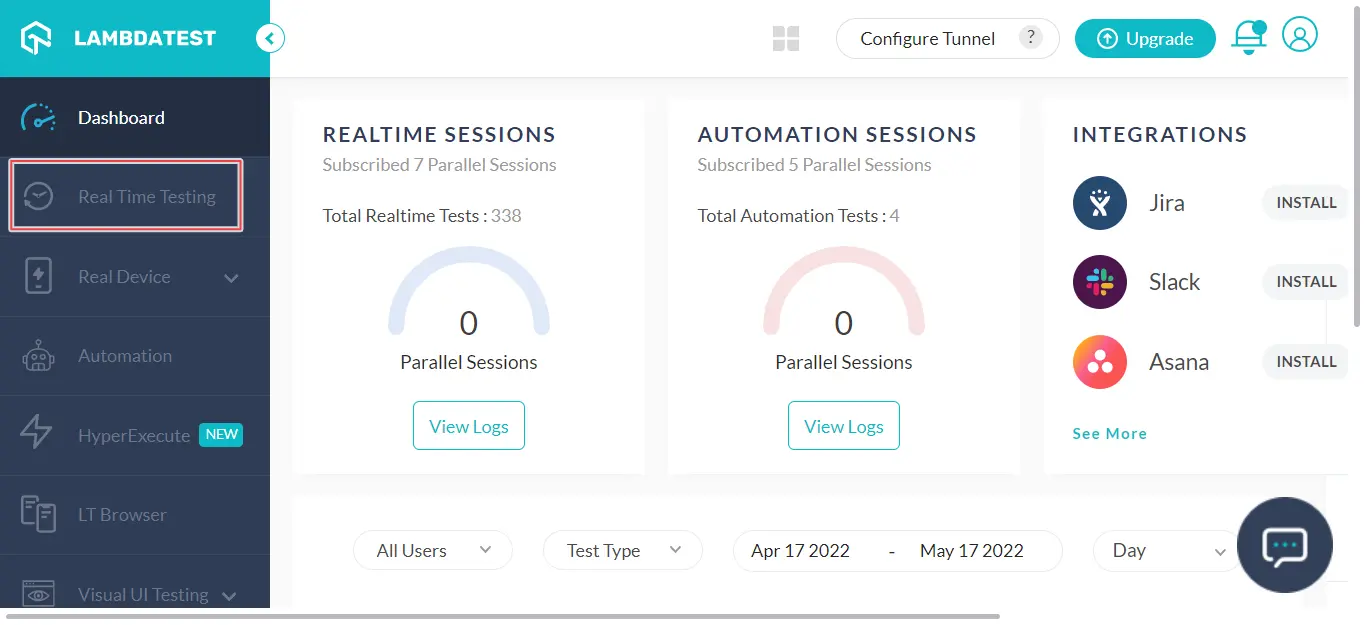 LAMBDATEST
Configure Tunnel ?
Upgrade
Dashboard
Real Time Testing
Real Device
Automation
HyperExecute NEW
LT Browser
Visual UI Testing
REALTIME SESSIONS
Subscribed 7 Parallel Sessions
Total Realtime Tests : 338
0
Parallel Sessions
View Logs
AUTOMATION SESSIONS
Subscribed 5 Parallel Sessions
Total Automation Tests : 4
0
Parallel Sessions
View Logs
INTEGRATIONS
Jira INSTALL
Slack INSTALL
Asana INSTALL
See More
All Users
Test Type
Apr 17 2022 - May 17 2022
Day